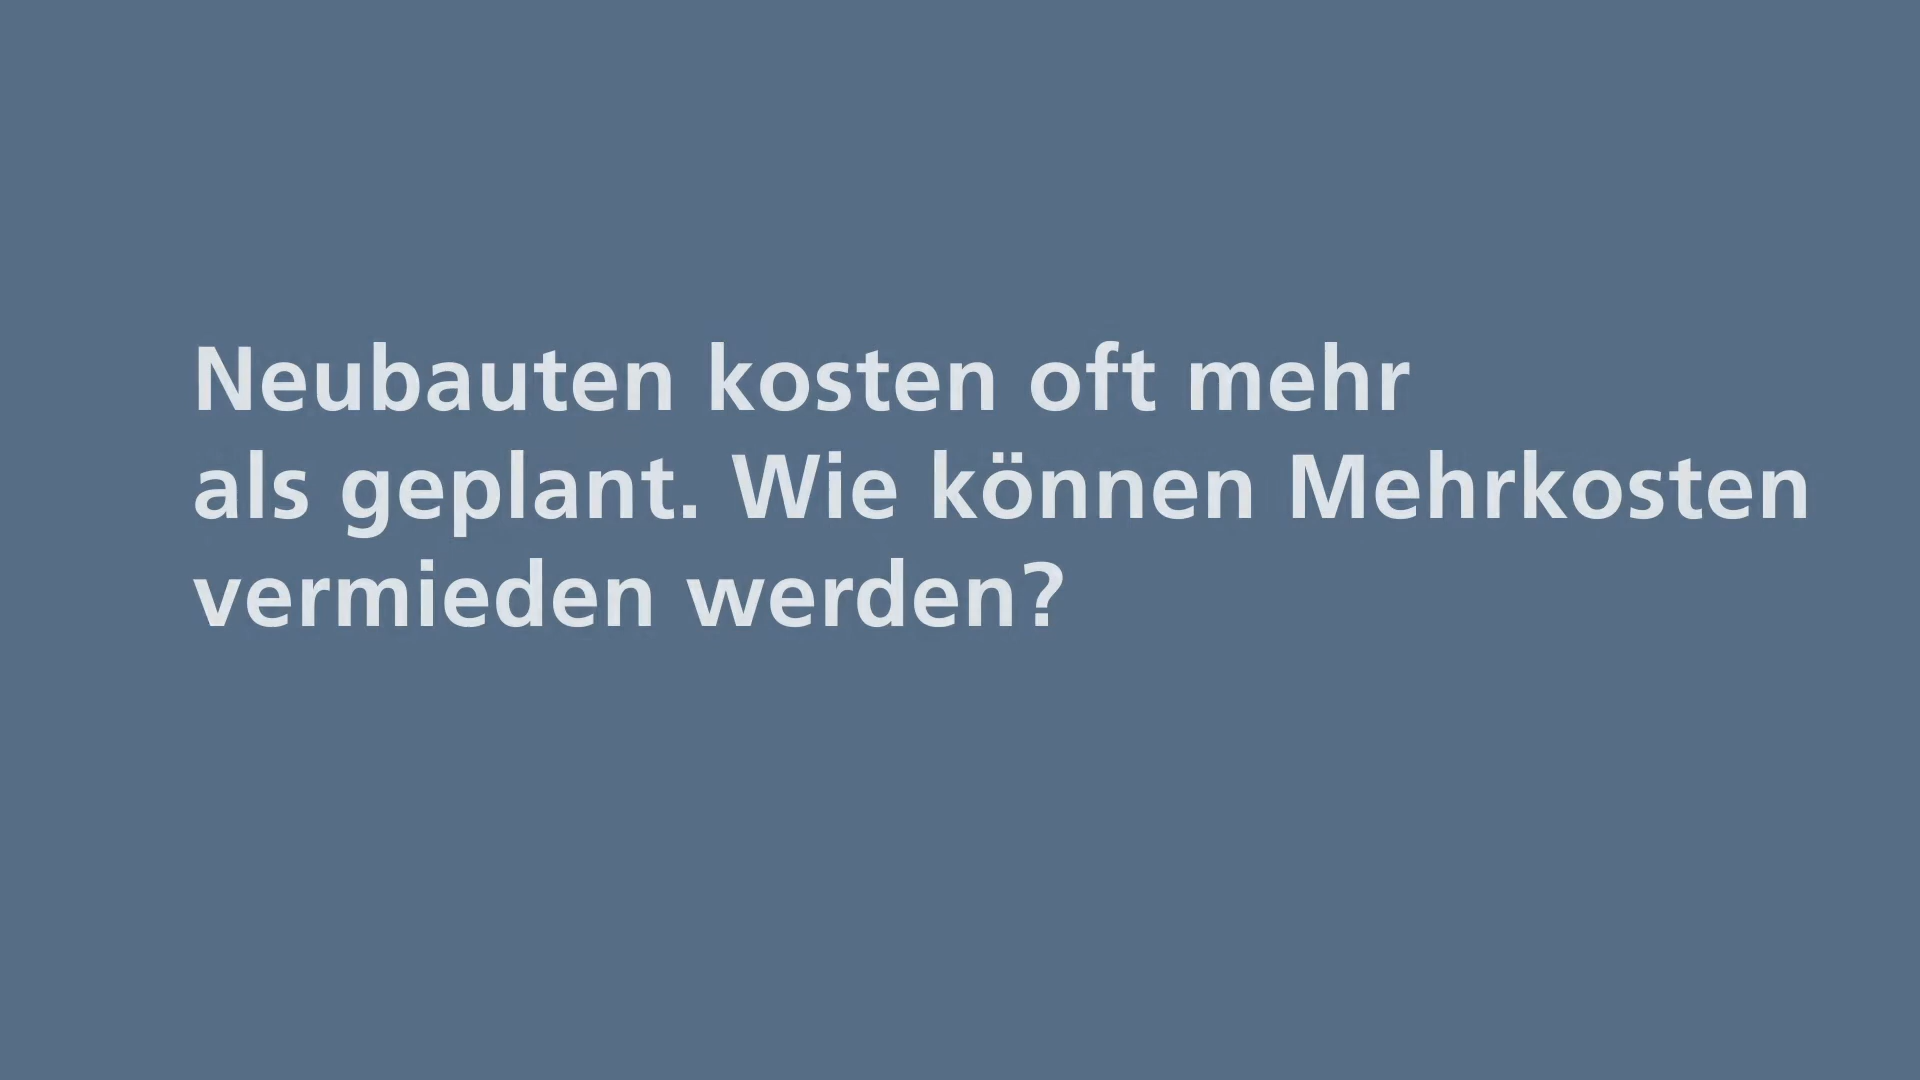 Neubauten kosten oft mehr
als geplant. Wie können Mehrkosten
vermieden werden?